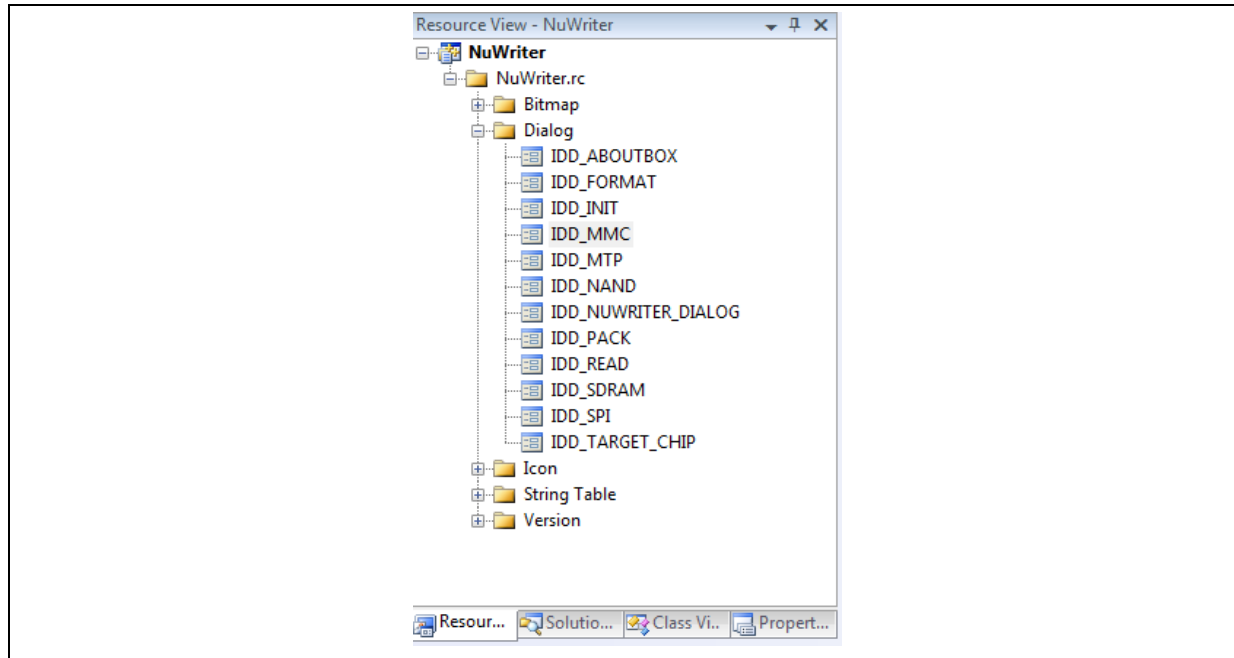 Resource View - NuWriter
NuWriter
NuWriter.rc
Bitmap
Dialog
IDD_ABOUTBOX
IDD_FORMAT
IDD_INIT
IDD_MMC
IDD_MTP
IDD_NAND
IDD_NUWRITER_DIALOG
IDD_PACK
IDD_READ
IDD_SDRAM
IDD_SPI
IDD_TARGET_CHIP
Icon
String Table
Version
Resour... Solutio... Class Vi.. Propert...